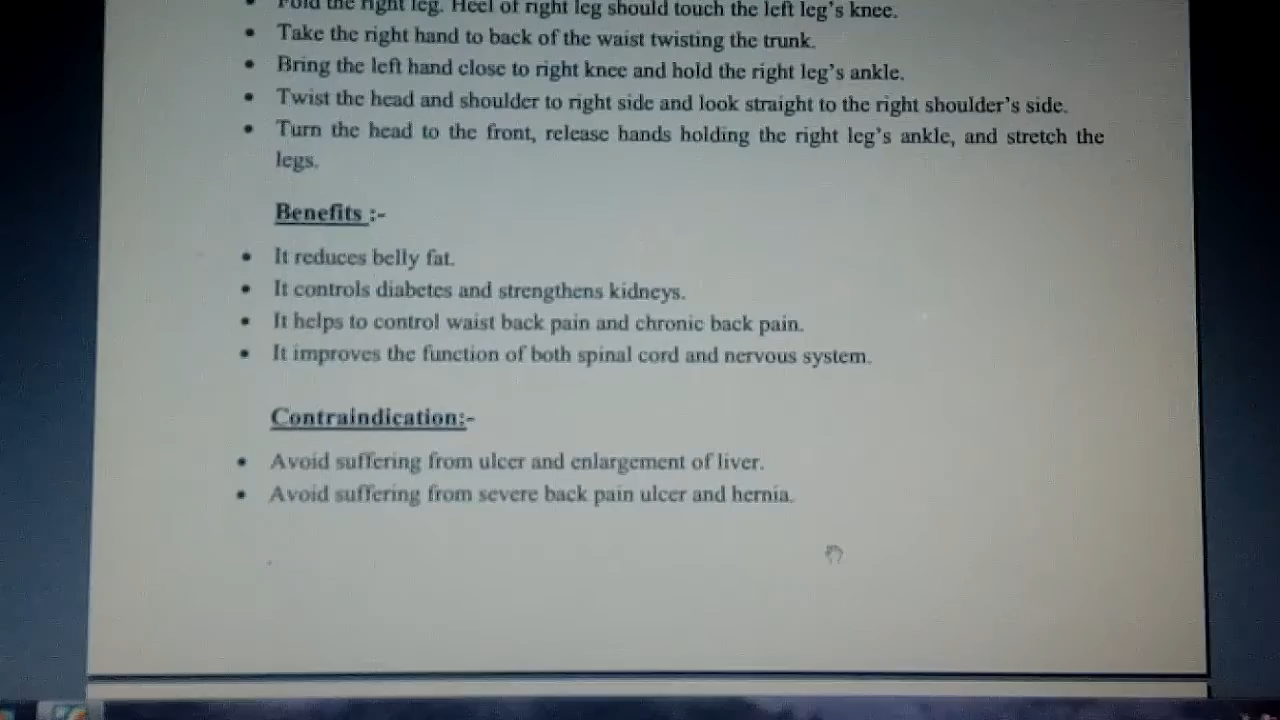 • Fold the right leg. Heel of right leg should touch the left leg's knee.
• Take the right hand to back of the waist twisting the trunk.
• Bring the left hand close to right knee and hold the right leg's ankle.
• Twist the head and shoulder to right side and look straight to the right shoulder's side.
• Turn the head to the front, release hands holding the right leg's ankle, and stretch the
legs.
Benefits :-
• It reduces belly fat.
• It controls diabetes and strengthens kidneys.
• It helps to control waist back pain and chronic back pain.
• It improves the function of both spinal cord and nervous system.
Contraindication:-
• Avoid suffering from ulcer and enlargement of liver.
• Avoid suffering from severe back pain ulcer and hernia.